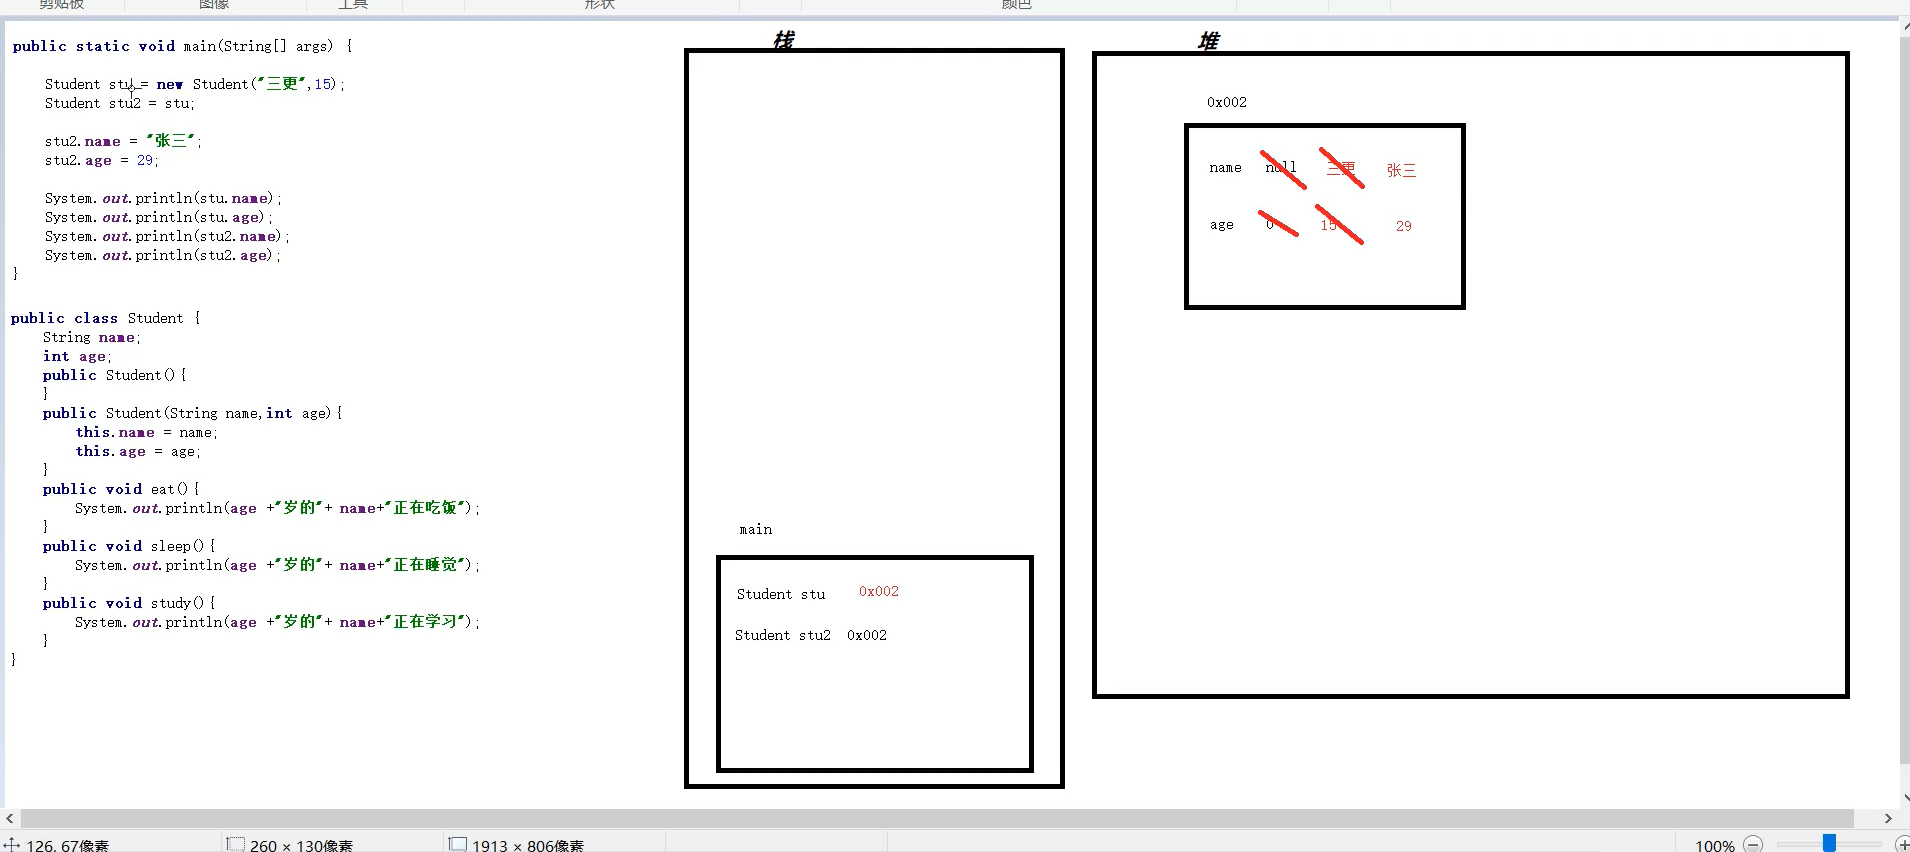 剪贴板 图像 工具 形状 颜色
public static void main(String[] args) {
Student stu = new Student("三更",15);
Student stu2 = stu;
stu2.name = "张三";
stu2.age = 29;
System.out.println(stu.name);
System.out.println(stu.age);
System.out.println(stu2.name);
System.out.println(stu2.age);
}
public class Student {
String name;
int age;
public Student(){
}
public Student(String name,int age){
this.name = name;
this.age = age;
}
public void eat(){
System.out.println(age +"岁的"+ name+"正在吃饭");
}
public void sleep(){
System.out.println(age +"岁的"+ name+"正在睡觉");
}
public void study(){
System.out.println(age +"岁的"+ name+"正在学习");
}
}
栈
main
Student stu 0x002
Student stu2 0x002
堆
0x002
name null 三更 张三
age 0 15 29
126, 67像素 260 × 130像素 1913 × 806像素 100%